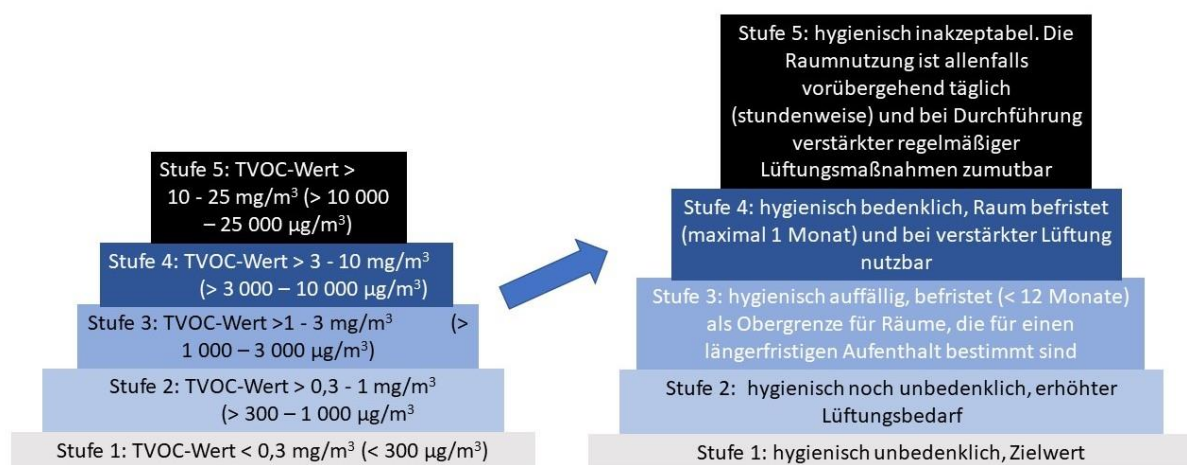 Stufe 5: TVOC-Wert >
10 - 25 mg/m³ (> 10 000
– 25 000 µg/m³)
Stufe 4: TVOC-Wert > 3 - 10 mg/m³
(> 3 000 – 10 000 µg/m³)
Stufe 3: TVOC-Wert >1 - 3 mg/m³ (>
1 000 – 3 000 µg/m³)
Stufe 2: TVOC-Wert > 0,3 - 1 mg/m³
(> 300 – 1 000 µg/m³
Stufe 1: TVOC-Wert < 0,3 mg/m³ (< 300 µg/m³)
Stufe 5: hygienisch inakzeptabel. Die
Raumnutzung ist allenfalls
vorübergehend täglich
(stundenweise) und bei Durchführung
verstärkter regelmäßiger
Lüftungsmaßnahmen zumutbar
Stufe 4: hygienisch bedenklich, Raum befristet
(maximal 1 Monat) und bei verstärkter Lüftung
nutzbar
Stufe 3: hygienisch auffällig, befristet (< 12 Monate)
als Obergrenze für Räume, die für einen
längerfristigen Aufenthalt bestimmt sind
Stufe 2: hygienisch noch unbedenklich, erhöhter
Lüftungsbedarf
Stufe 1: hygienisch unbedenklich, Zielwert